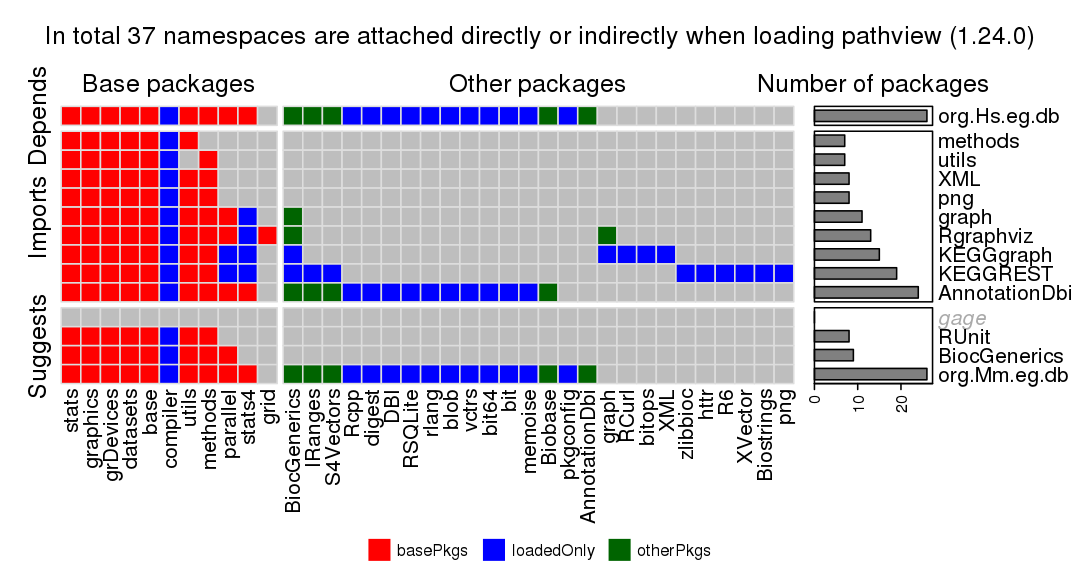 In total 37 namespaces are attached directly or indirectly when loading pathview (1.24.0)
Base packages
Other packages
Number of packages
Depends
Imports
Suggests
org.Hs.eg.db
methods
utils
XML
png
graph
Rgraphviz
KEGGgraph
KEGGREST
AnnotationDbi
gage
RUnit
BiocGenerics
org.Mm.eg.db
0
10
20
stats
graphics
grDevices
datasets
base
compiler
utils
methods
parallel
stats4
grid
BiocGenerics
IRanges
S4Vectors
Rcpp
digest
DBI
RSQLite
rlang
blob
vctrs
bit64
bit
memoise
Biobase
pkgconfig
AnnotationDbi
graph
RCurl
bitops
XML
zlibbioc
httr
R6
XVector
Biostrings
png
basePkgs
loadedOnly
otherPkgs